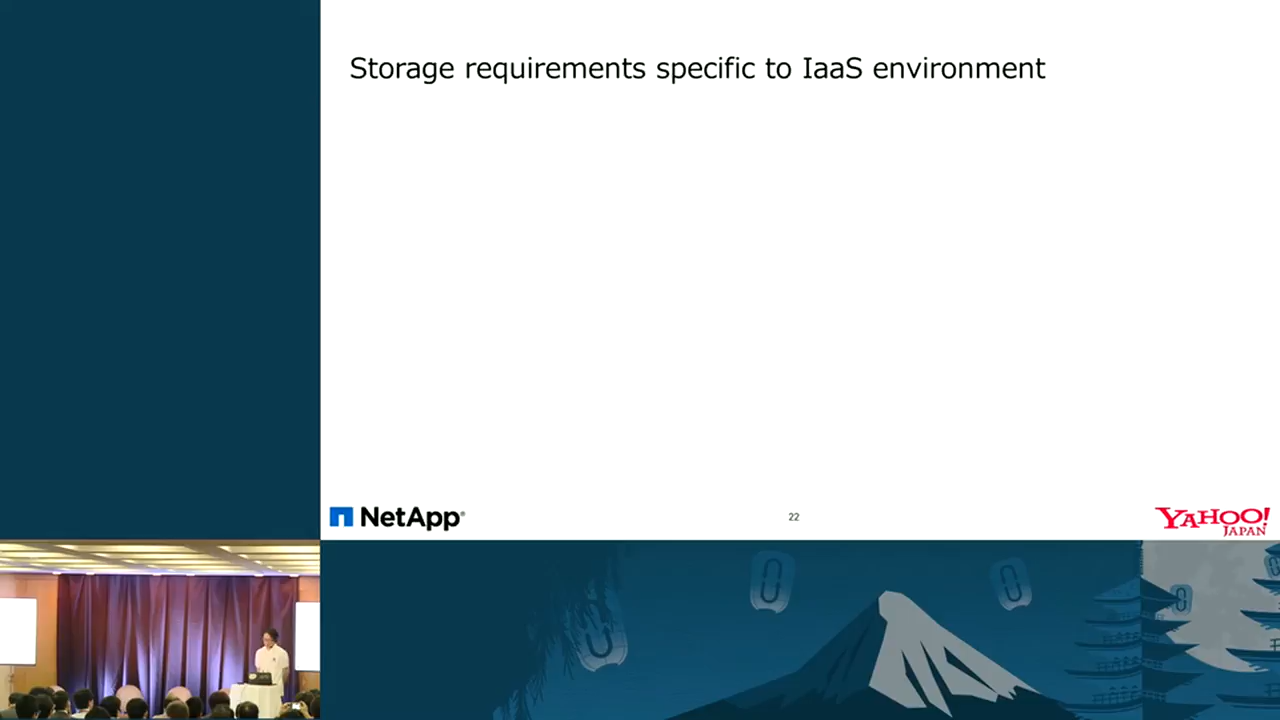 Storage requirements specific to IaaS environment
NetApp®
22
YAHOO!
JAPAN